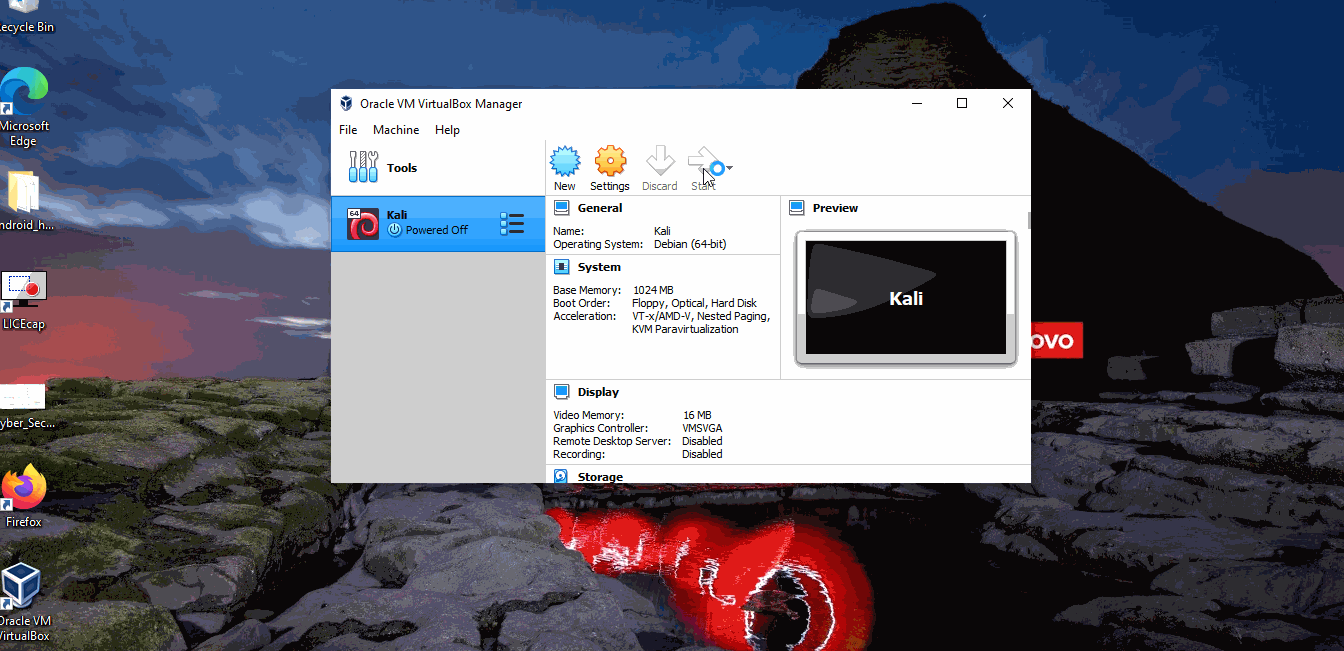 ecycle Bin
Microsoft
Edge
ndroid_h...
LICEcap
yber_Sec...
Firefox
Oracle VM
VirtualBox
Oracle VM VirtualBox Manager
File Machine Help
Tools
New Settings Discard Start
64
Kali
Powered Off
General
Name: Kali
Operating System: Debian (64-bit)
System
Base Memory: 1024 MB
Boot Order: Floppy, Optical, Hard Disk
Acceleration: VT-x/AMD-V, Nested Paging,
KVM Paravirtualization
Preview
Kali
Display
Video Memory: 16 MB
Graphics Controller: VMSVGA
Remote Desktop Server: Disabled
Recording: Disabled
Storage
ovo